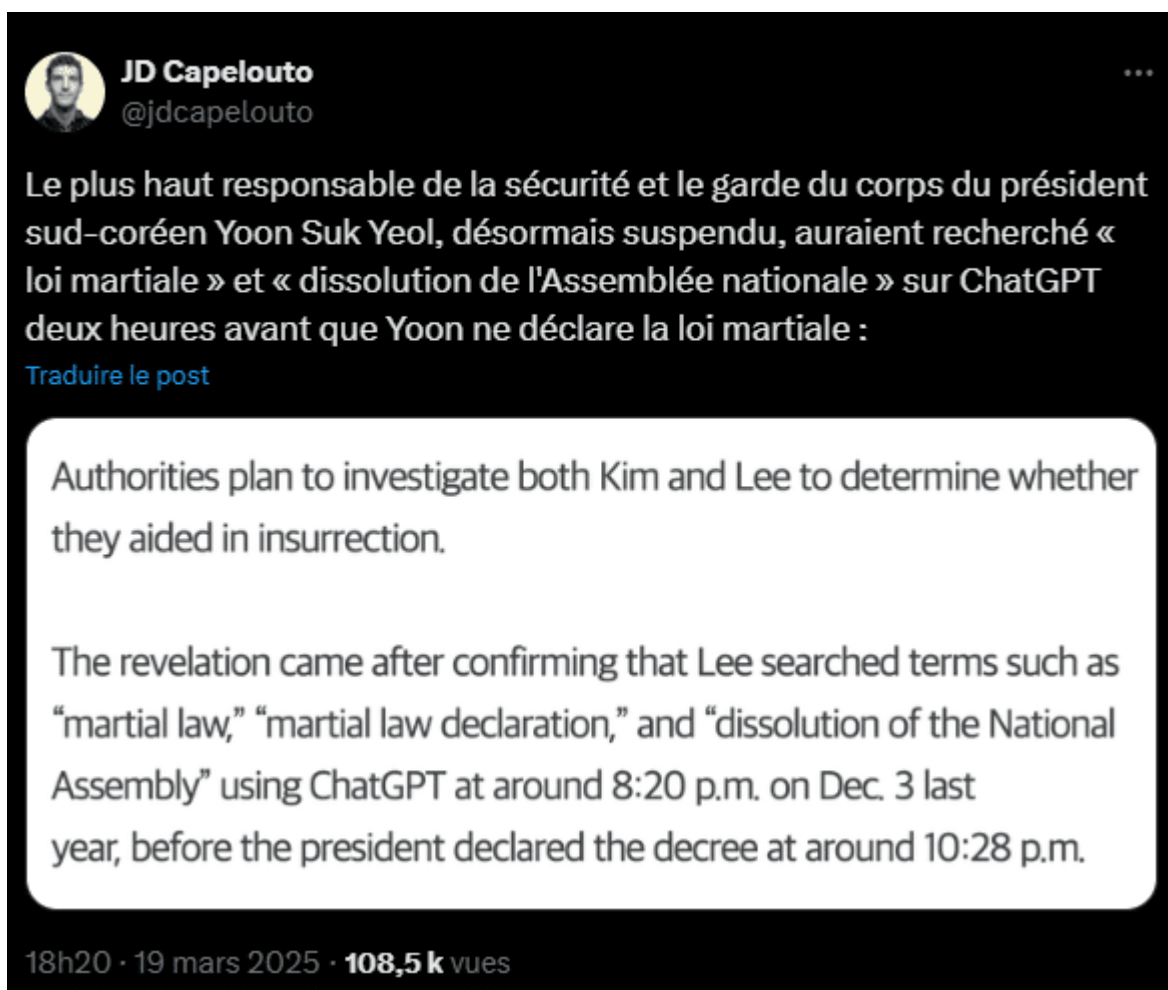 JD Capelouto
@jdcapelouto
Le plus haut responsable de la sécurité et le garde du corps du président
sud-coréen Yoon Suk Yeol, désormais suspendu, auraient recherché «
loi martiale » et « dissolution de l'Assemblée nationale » sur ChatGPT
deux heures avant que Yoon ne déclare la loi martiale :
Traduire le post
Authorities plan to investigate both Kim and Lee to determine whether
they aided in insurrection.
The revelation came after confirming that Lee searched terms such as
“martial law,” “martial law declaration,” and “dissolution of the National
Assembly” using ChatGPT at around 8:20 p.m. on Dec. 3 last
year, before the president declared the decree at around 10:28 p.m.
18h20 · 19 mars 2025 · 108,5 k vues